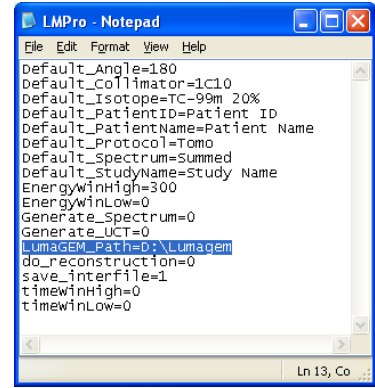 LMPro - Notepad
File Edit Format View Help
Default_Angle=180
Default_Collimator=1C10
Default_Isotope=TC-99m 20%
Default_PatientID=Patient ID
Default_PatientName=Patient Name
Default_Protocol=Tomo
Default_Spectrum=Summed
Default_StudyName=Study Name
EnergyWinHigh=300
EnergyWinLow=0
Generate_Spectrum=0
Generate_UCT=0
LumaGEM_Path=D:\Lumagem
do_reconstruction=0
save_interfile=1
timeWinHigh=0
timeWinLow=0
Ln 13, Co